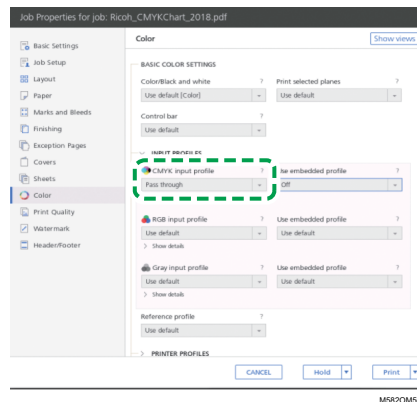 Job Properties for job: Ricoh_CMYKChart_2018.pdf
Basic Settings
Job Setup
Layout
Paper
Marks and Bleeds
Finishing
Exception Pages
Covers
Sheets
Color
Print Quality
Watermark
Header/Footer
Color
Show views
BASIC COLOR SETTINGS
Color/Black and white ? Print selected planes ?
Use default [Color] Use default
Control bar ?
Use default
INPUT PROFILES
CMYK input profile ? Use embedded profile ?
Pass through Off
RGB input profile ? Use embedded profile ?
Use default Use default
> Show details
Gray input profile ? Use embedded profile ?
Use default Use default
> Show details
Reference profile ?
Use default
> PRINTER PROFILES
CANCEL Hold Print
M582OM5